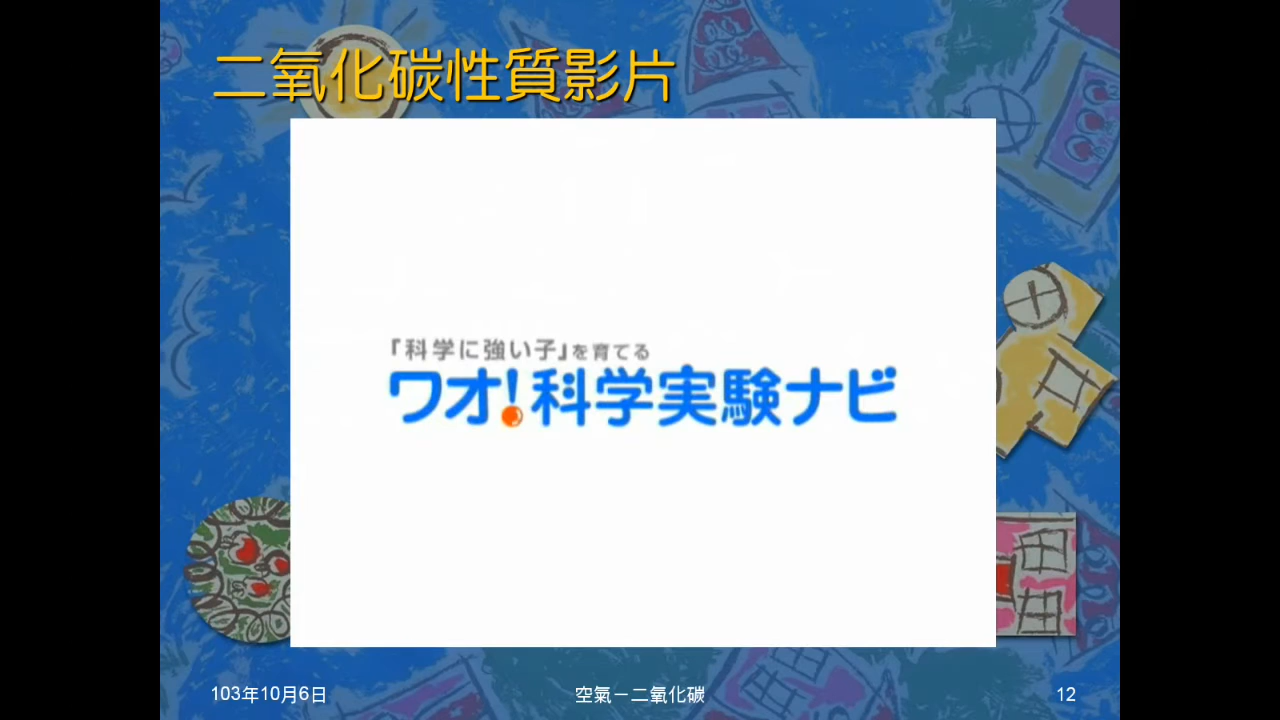 二氧化碳性質影片
『科学に強い子』を育てる
ワオ!科学実験ナビ
103年10月6日
空氣－二氧化碳
12